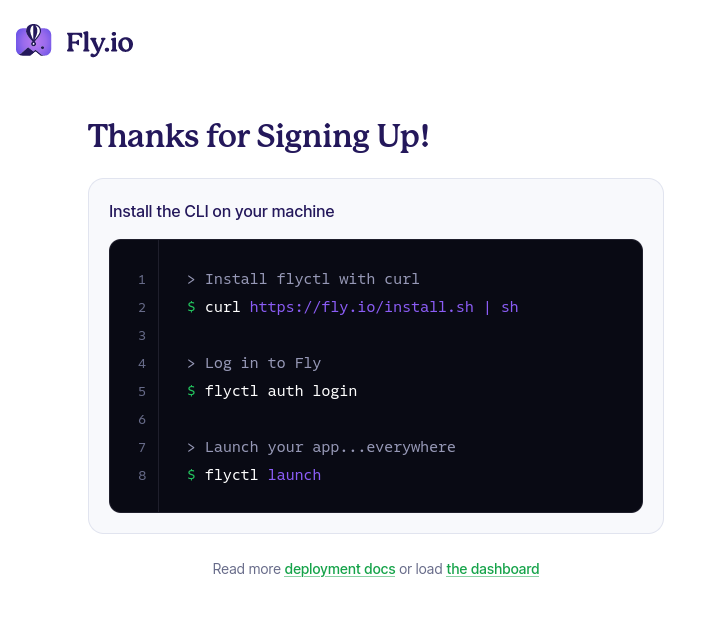 Fly.io
Thanks for Signing Up!
Install the CLI on your machine
1 > Install flyctl with curl
2 $ curl https://fly.io/install.sh | sh
3
4 > Log in to Fly
5 $ flyctl auth login
6
7 > Launch your app...everywhere
8 $ flyctl launch
Read more deployment docs or load the dashboard